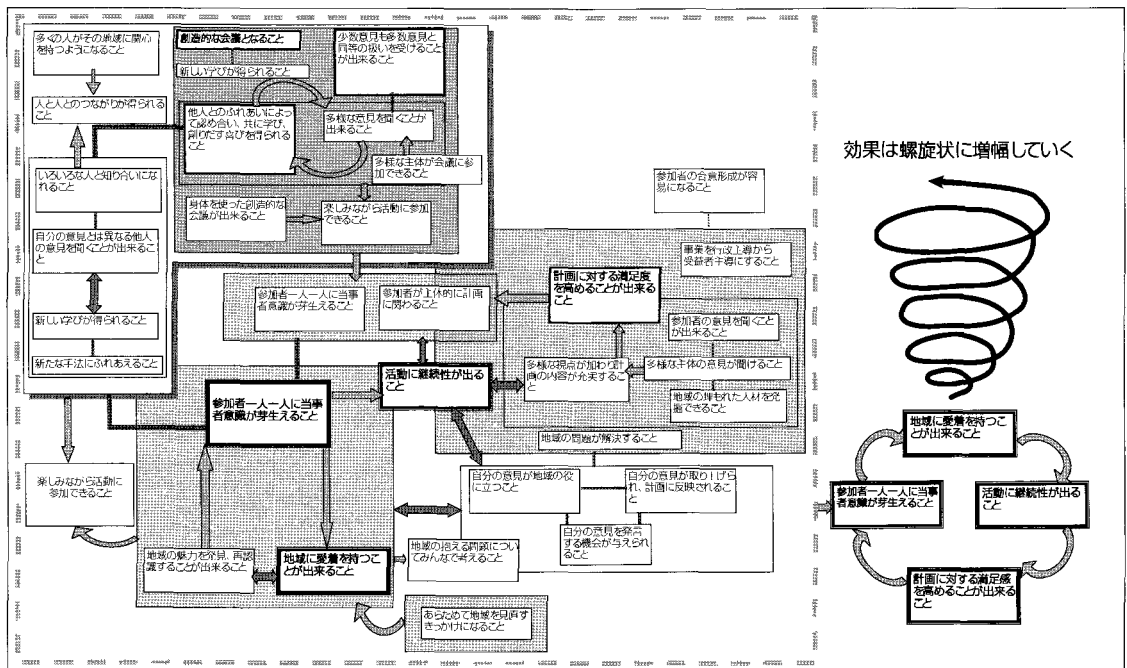 多くの人がその地域に関心
を持つようになること
人と人とのつながりが得られる
こと
いろいろな人と知り合いにな
れること
自分の意見とは異なる他人
の意見を聞くことが出来るこ
と
新しい学びが得られること
新たな手法にふれあえること
楽しみながら活動に
参加できること
創造的な会議となること
新しい学びが得られること
少数意見も多数意見と
同等の扱いを受けること
が出来ること
他人とのふれあいによっ
て認め合い、共に学び、
創りだす喜びを得られる
こと
多様な意見を聞くことが
出来ること
多様な主体が会議に参
加できること
身体を使った創造的な
会議が出来ること
楽しみながら活動に参加
できること
参加者一人一人に当事
者意識が芽生えること
参加者が主体的に計画
に関わること
計画に対する満足度
を高めることが出来る
こと
参加者の合意形成が容
易になること
事業を行政主導から
受益者主導にすること
参加者の意見を聞くこと
が出来ること
多様な視点が加わり計
画の内容が充実するこ
と
多様な主体の意見が聞けること
地域の埋もれた人材を発
掘できること
地域の問題が解決すること
活動に継続性が出る
こと
参加者一人一人に当事
者意識が芽生えること
自分の意見が地域の役
に立つこと
自分の意見が取り上げら
れ、計画に反映されるこ
と
自分の意見を発言
する機会が与えられ
ること
地域の魅力を発見、再認
識することが出来ること
地域に愛着を持つこ
とが出来ること
地域の抱える問題につい
てみんなで考えること
あらためて地域を見直す
きっかけになること
効果は螺旋状に増幅していく
地域に愛着を持つこ
とが出来ること
参加者一人一人に当事
者意識が芽生えること
活動に継続性が出る
こと
計画に対する満足感
を高めることが出来る
こと